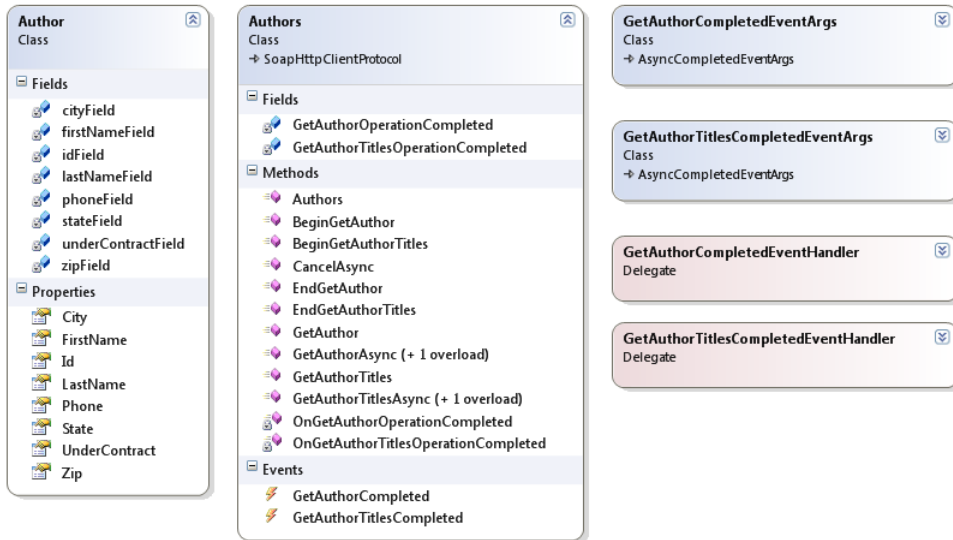 Author
Class
Fields
cityField
firstNameField
idField
lastNameField
phoneField
stateField
underContractField
zipField
Properties
City
FirstName
Id
LastName
Phone
State
UnderContract
Zip
Authors
Class
SoapHttpClientProtocol
Fields
GetAuthorOperationCompleted
GetAuthorTitlesOperationCompleted
Methods
Authors
BeginGetAuthor
BeginGetAuthorTitles
CancelAsync
EndGetAuthor
EndGetAuthorTitles
GetAuthor
GetAuthorAsync (+ 1 overload)
GetAuthorTitles
GetAuthorTitlesAsync (+ 1 overload)
OnGetAuthorOperationCompleted
OnGetAuthorTitlesOperationCompleted
Events
GetAuthorCompleted
GetAuthorTitlesCompleted
GetAuthorCompletedEventArgs
Class
AsyncCompletedEventArgs
GetAuthorTitlesCompletedEventArgs
Class
AsyncCompletedEventArgs
GetAuthorCompletedEventHandler
Delegate
GetAuthorTitlesCompletedEventHandler
Delegate